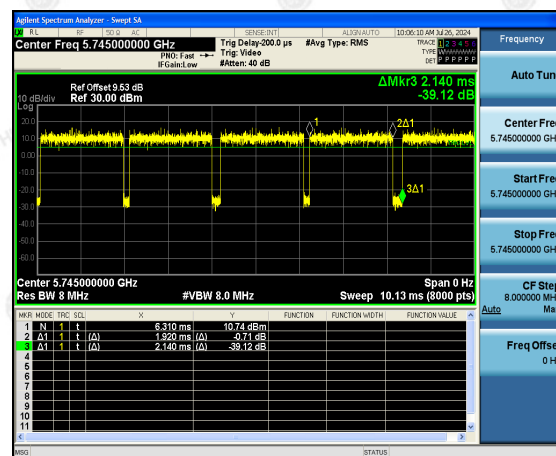 Agilent Spectrum Analyzer - Swept SA
RL RF 50 Ω AC SENSE:INT ALIGN AUTO 10:06:10 AM Jul 26, 2024
Center Freq 5.745000000 GHz
PNO: Fast
IFGain:Low
Trig Delay-200.0 µs
Trig: Video
#Atten: 40 dB
#Avg Type: RMS
TRACE 1 2 3 4 5 6
TYPE
DET P P P P P P
Ref Offset 9.53 dB
Ref 30.00 dBm
ΔMkr3 2.140 ms
-39.12 dB
10 dB/div
Log
20.0
10.0
0.00
-10.0
-20.0
-30.0
-40.0
-50.0
-60.0
1
2Δ1
3Δ1
Center 5.745000000 GHz
Span 0 Hz
Res BW 8 MHz
#VBW 8.0 MHz
Sweep 10.13 ms (8000 pts)
MKR MODE TRC SCL X Y FUNCTION FUNCTION WIDTH FUNCTION VALUE
1 N 1 t 6.310 ms 10.74 dBm
2 Δ1 1 t (Δ) 1.920 ms (Δ) -0.71 dB
3 Δ1 1 t (Δ) 2.140 ms (Δ) -39.12 dB
4
5
6
7
8
9
10
11
MSG STATUS
Frequency
Auto Tun
Center Fre
5.745000000 GH
Start Fre
5.745000000 GH
Stop Fre
5.745000000 GH
CF Ste
8.000000 MH
Auto Ma
Freq Offse
0 H